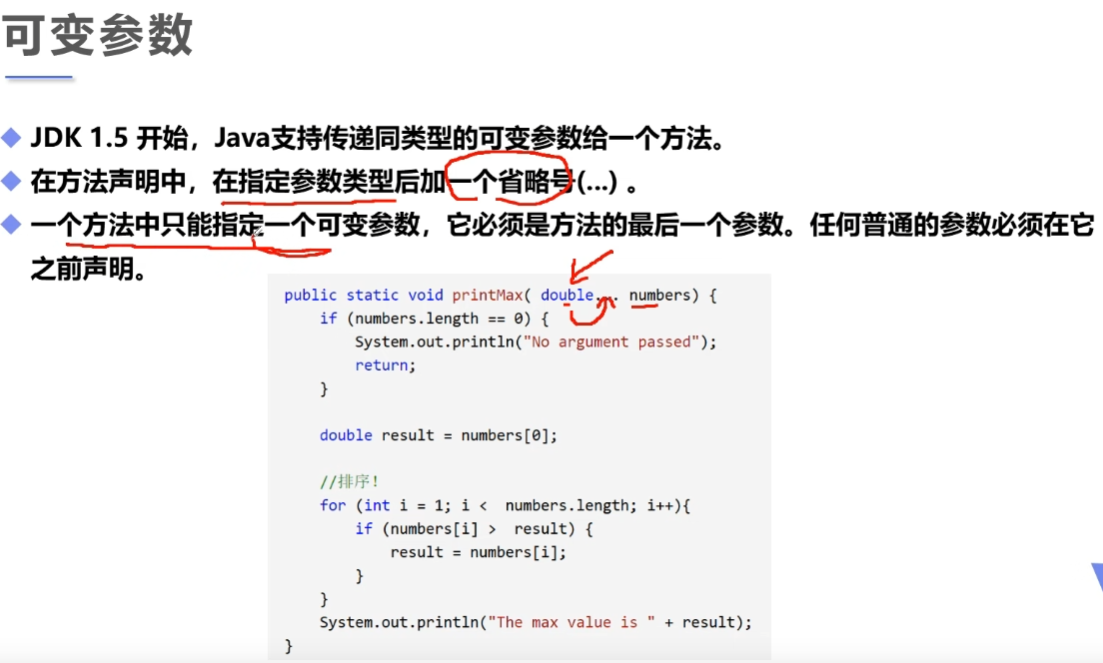 可变参数
JDK 1.5 开始，Java支持传递同类型的可变参数给一个方法。
在方法声明中，在指定参数类型后加一个省略号(...) 。
一个方法中只能指定一个可变参数，它必须是方法的最后一个参数。任何普通的参数必须在它
之前声明。
public static void printMax( double... numbers) {
if (numbers.length == 0) {
System.out.println("No argument passed");
return;
}
double result = numbers[0];
//排序!
for (int i = 1; i <  numbers.length; i++){
if (numbers[i] >  result) {
result = numbers[i];
}
}
System.out.println("The max value is " + result);
}